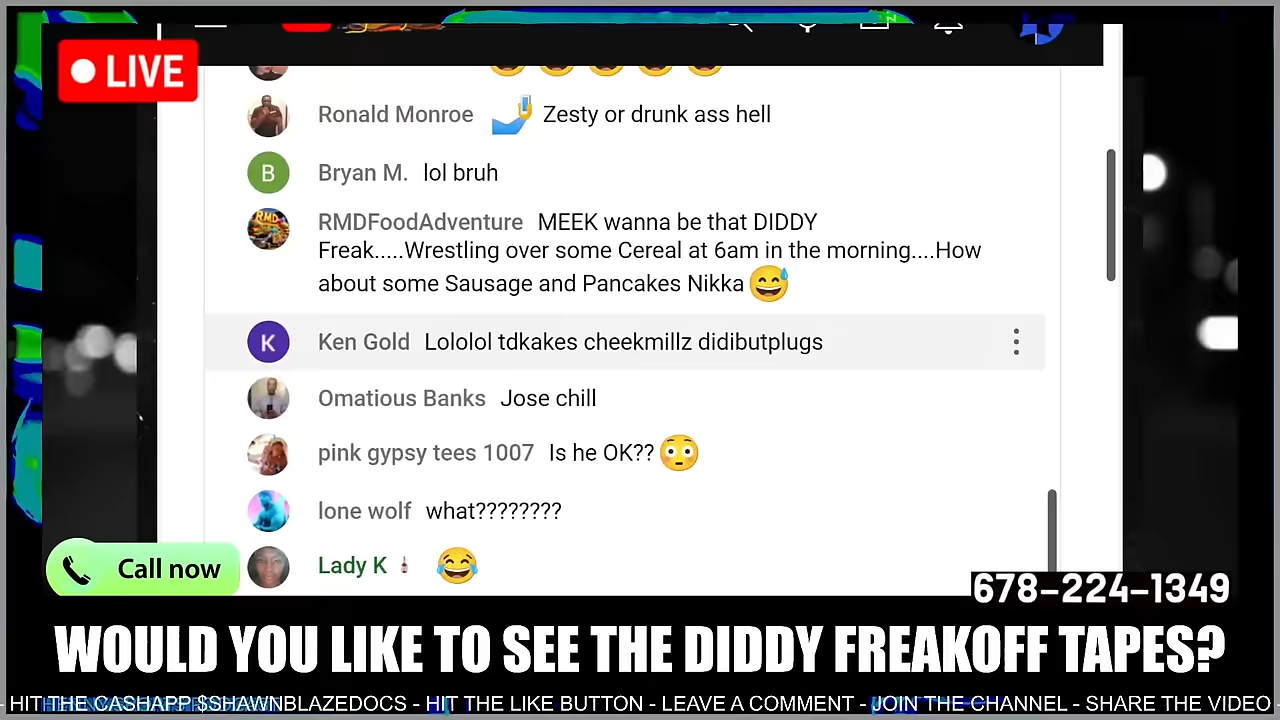 LIVE
Ronald Monroe Zesty or drunk ass hell
B Bryan M. lol bruh
RMDFoodAdventure MEEK wanna be that DIDDY
Freak.....Wrestling over some Cereal at 6am in the morning....How
about some Sausage and Pancakes Nikka
K Ken Gold Lololol tdkakes cheekmillz didibutplugs
Omatious Banks Jose chill
pink gypsy tees 1007 Is he OK??
lone wolf what????????
Lady K
Call now
678-224-1349
WOULD YOU LIKE TO SEE THE DIDDY FREAKOFF TAPES?
- HIT THE CASHAPP $SHAWNBLAZEDOCS - HIT THE LIKE BUTTON - LEAVE A COMMENT - JOIN THE CHANNEL - SHARE THE VIDEO -